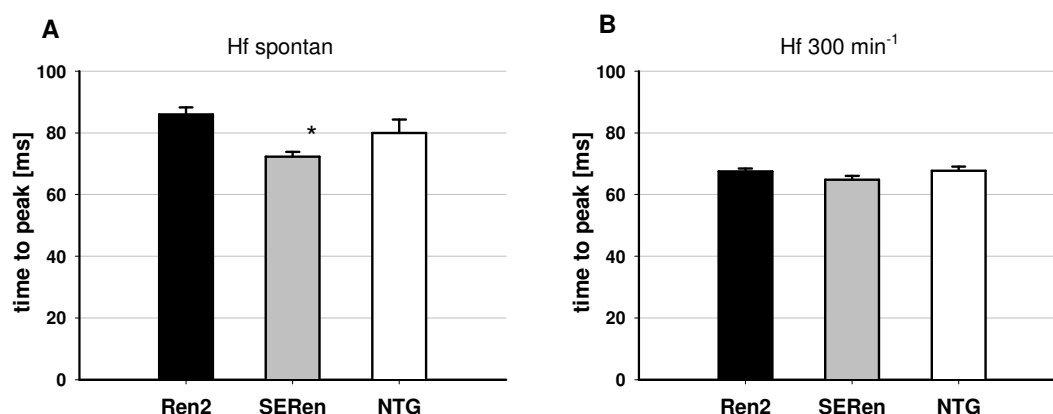 A
Hf spontan
time to peak [ms]
100
80
60
40
20
0
*
Ren2 SERen NTG
B
Hf 300 min⁻¹
time to peak [ms]
100
80
60
40
20
0
Ren2 SERen NTG